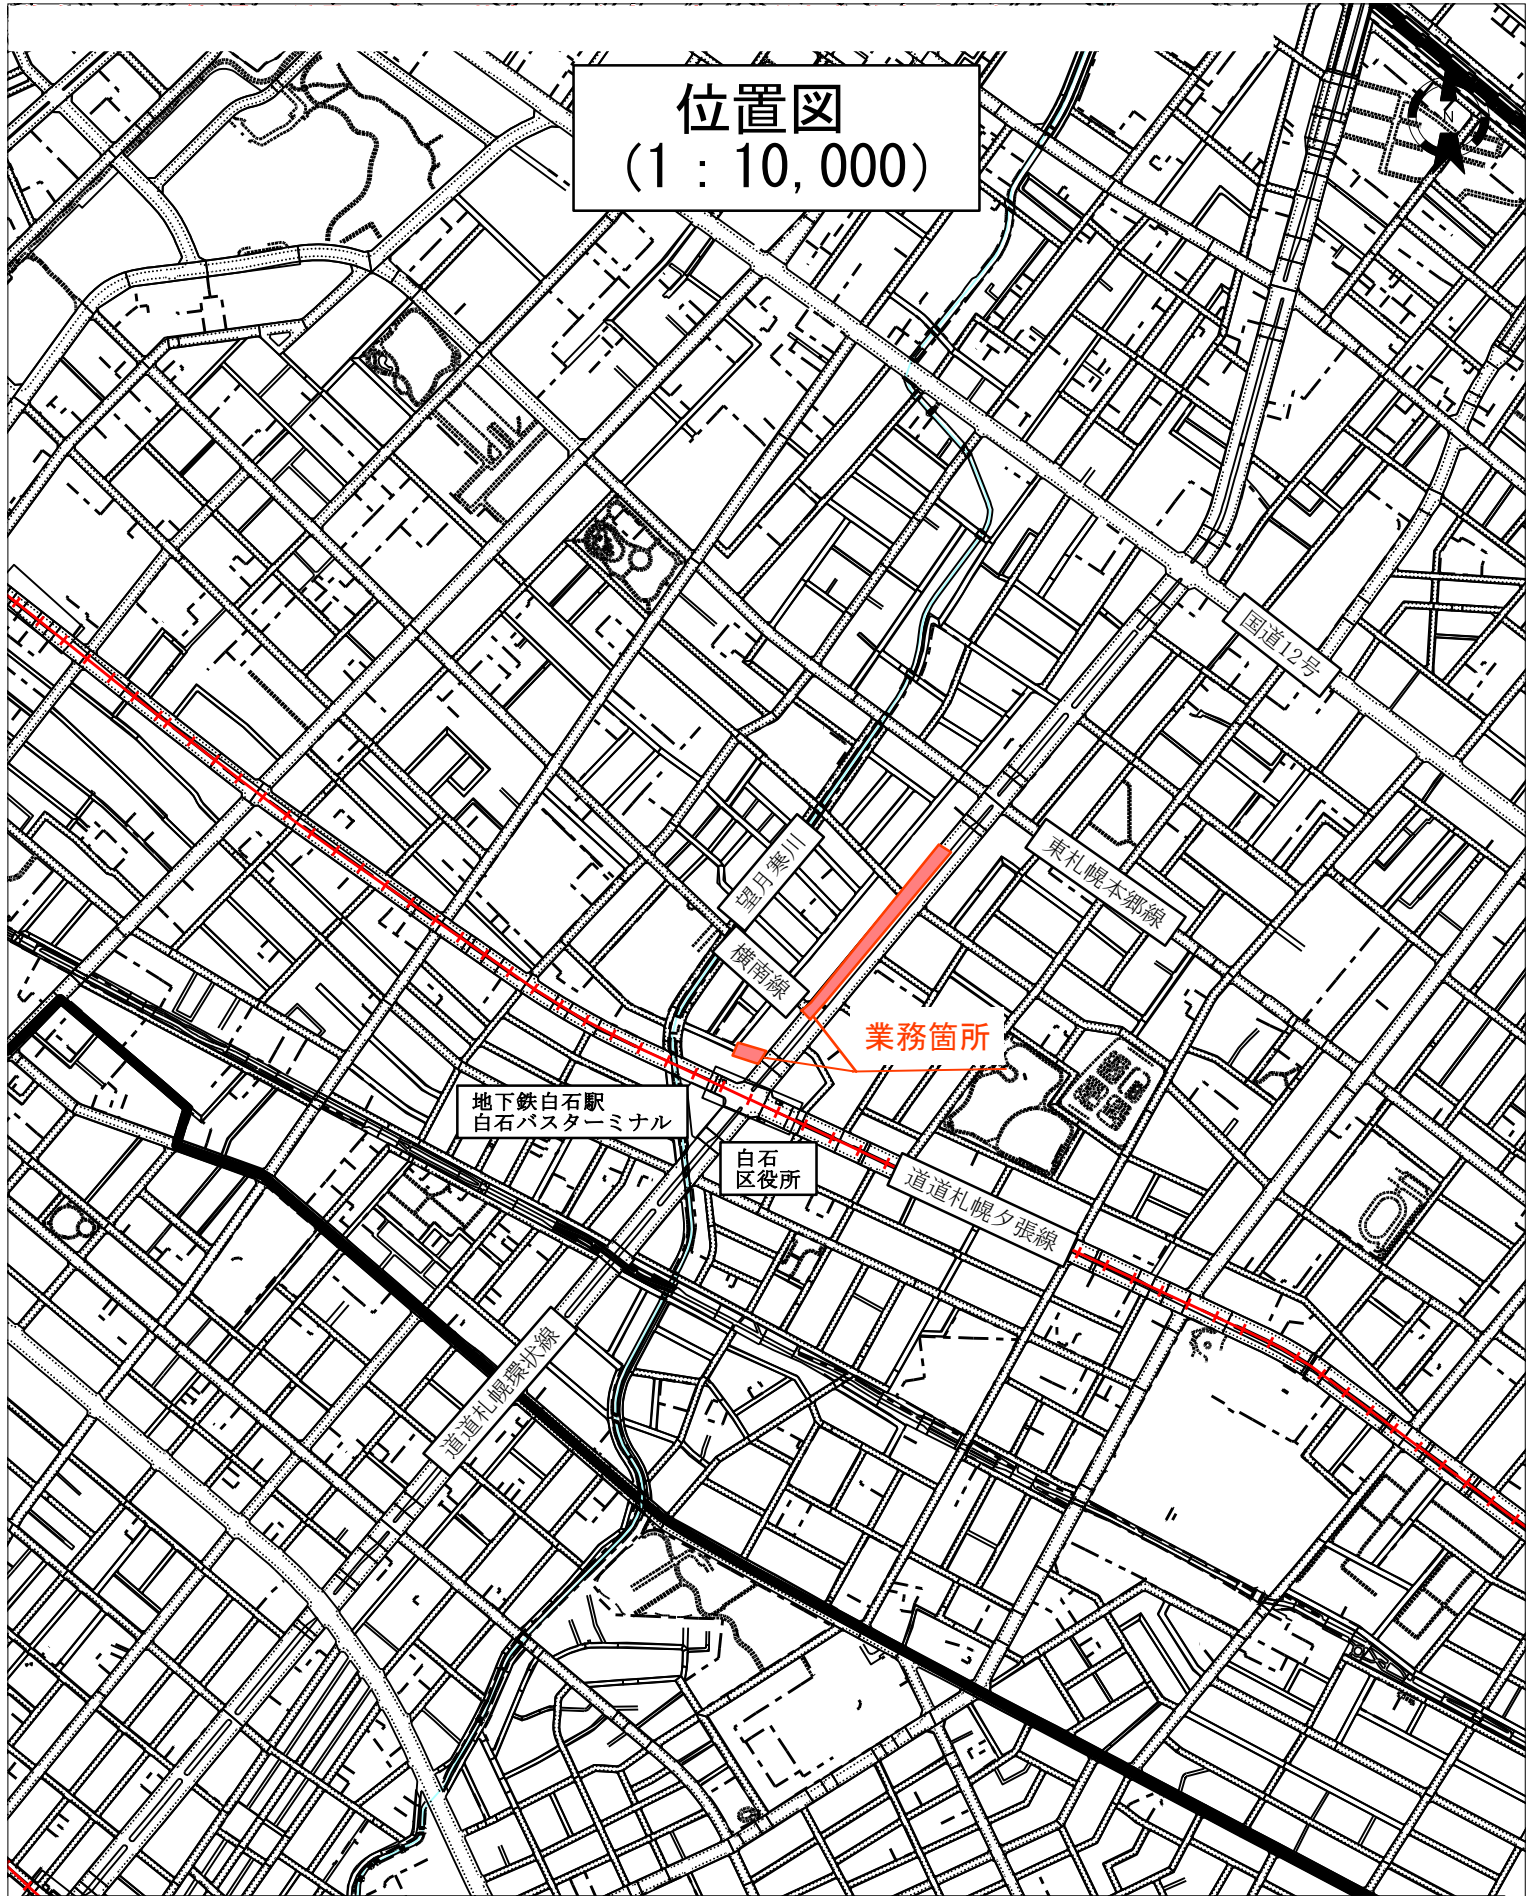 位置図
(1：10,000)
N
国道12号
望月寒川
東札幌本郷線
横南線
業務箇所
地下鉄白石駅
白石バスターミナル
白石
区役所
道道札幌夕張線
道道札幌環状線